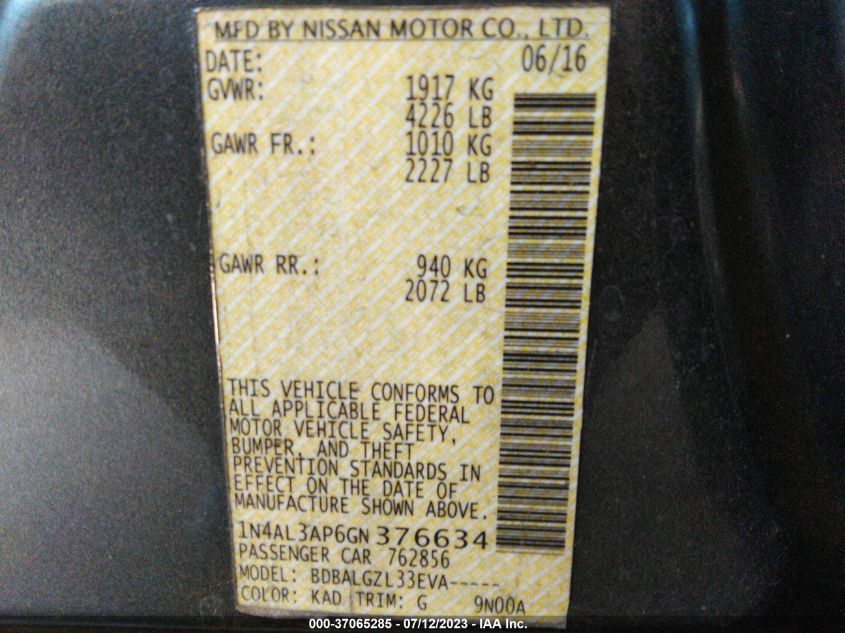 MFD BY NISSAN MOTOR CO., LTD.
DATE: 06/16
GVWR: 1917 KG
4226 LB
GAWR FR.: 1010 KG
2227 LB
GAWR RR.: 940 KG
2072 LB
THIS VEHICLE CONFORMS TO
ALL APPLICABLE FEDERAL
MOTOR VEHICLE SAFETY,
BUMPER, AND THEFT
PREVENTION STANDARDS IN
EFFECT ON THE DATE OF
MANUFACTURE SHOWN ABOVE.
1N4AL3AP6GN376634
PASSENGER CAR 762856
MODEL: BDBALGZL33EVA-----
COLOR: KAD TRIM: G 9N00A
000-37065285 - 07/12/2023 - IAA Inc.